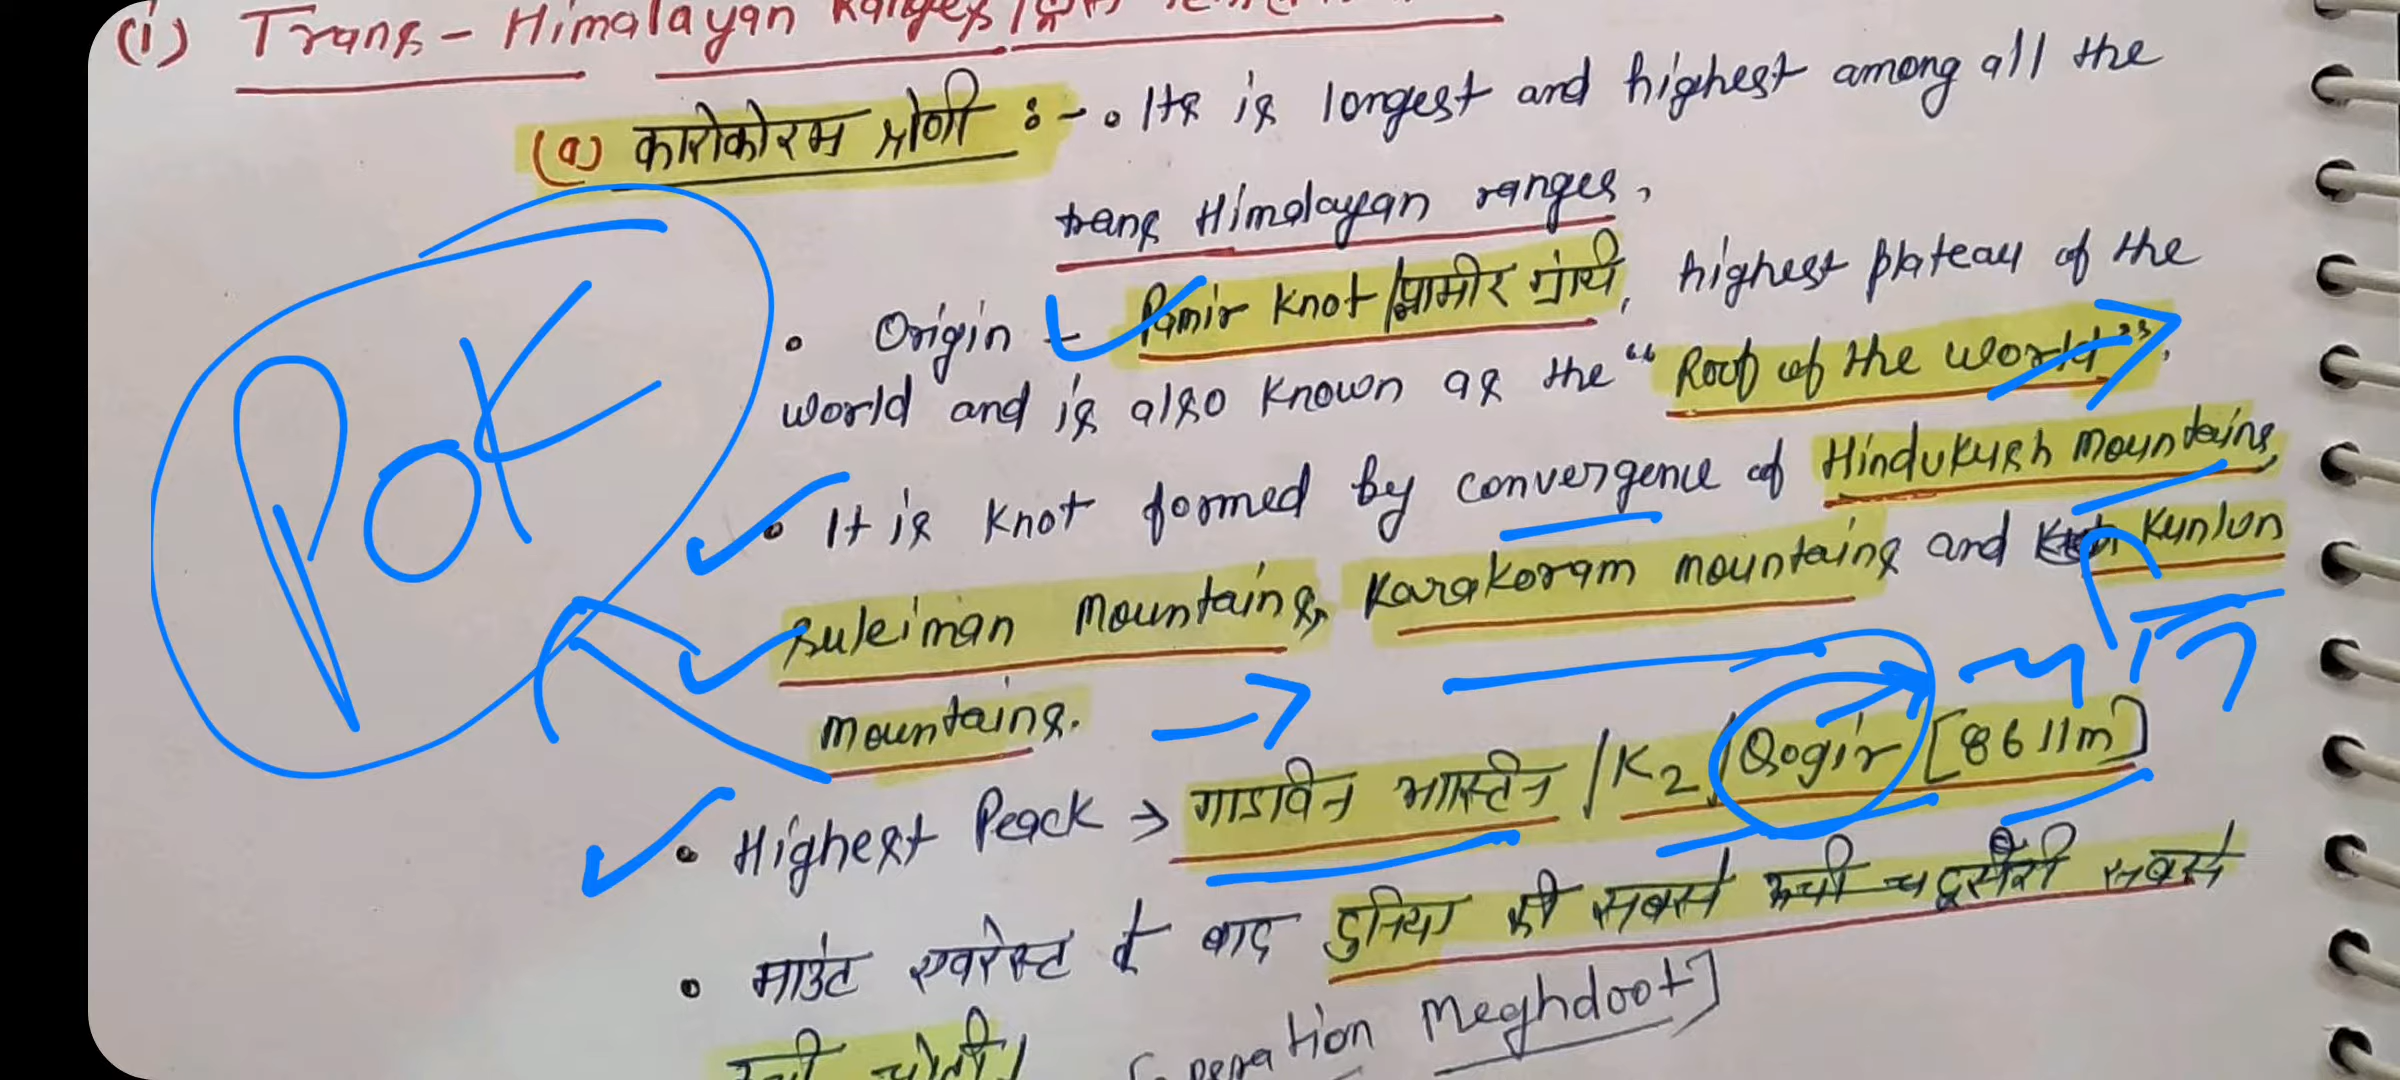 (i) Trans - Himalayan Ranges /
(a) काराकोरम श्रेणी :- • Its is longest and highest among all the
trans Himalayan ranges,
• Origin - Pamir Knot/पामीर ग्रंथी, highest plateau of the
world and is also known as the "Roof of the world".
• It is knot formed by convergence of Hindukush mountains,
Suleiman Mountains, Karakoram mountains and Kunlun
mountains.
• Highest Peack → गाडविन आस्टिन /K2/Qogir [8611m]
• माउंट एवरेस्ट के बाद दुनिया की सबसे दूसरी सबसे
ऊंची चोटी।
[Operation Meghdoot]
POK